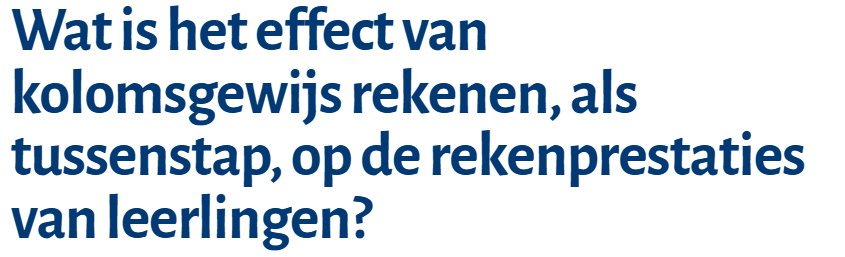 Wat is het effect van
kolomsgewijs rekenen, als
tussenstap, op de rekenprestaties
van leerlingen?